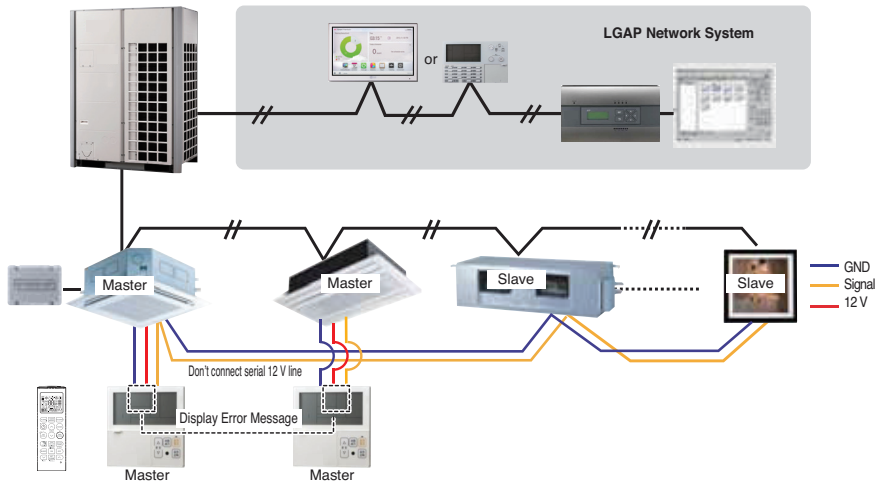 LGAP Network System
or
Master
Master
Slave
Slave
GND
Signal
12 V
Don't connect serial 12 V line
Display Error Message
Master
Master